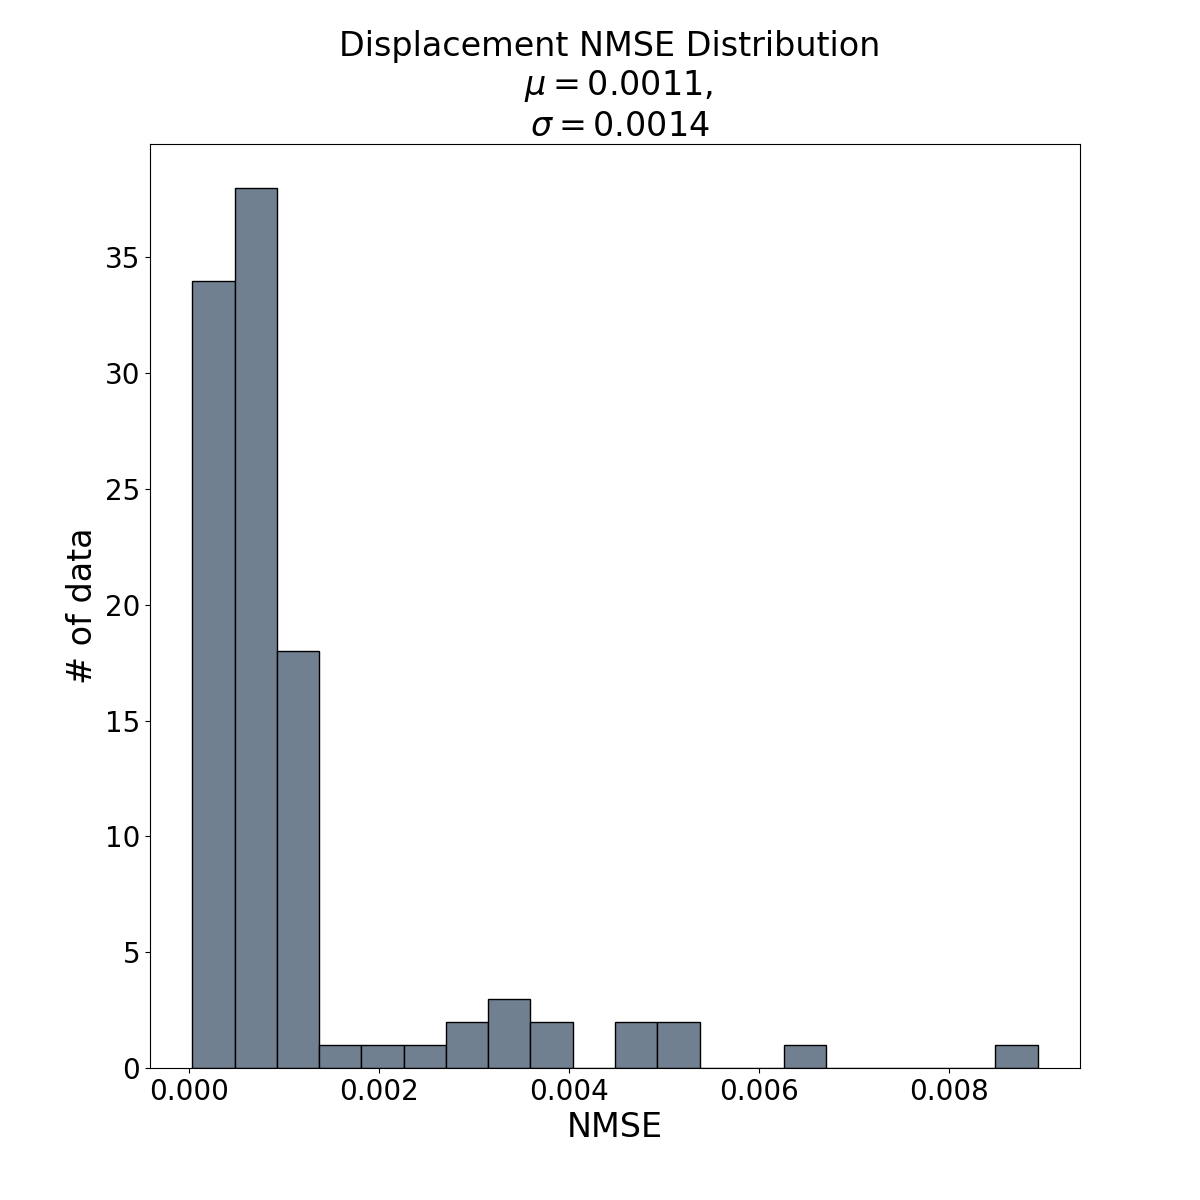 Displacement NMSE Distribution
μ = 0.0011,
σ = 0.0014
35
30
25
20
15
10
5
0
# of data
0.000 0.002 0.004 0.006 0.008
NMSE